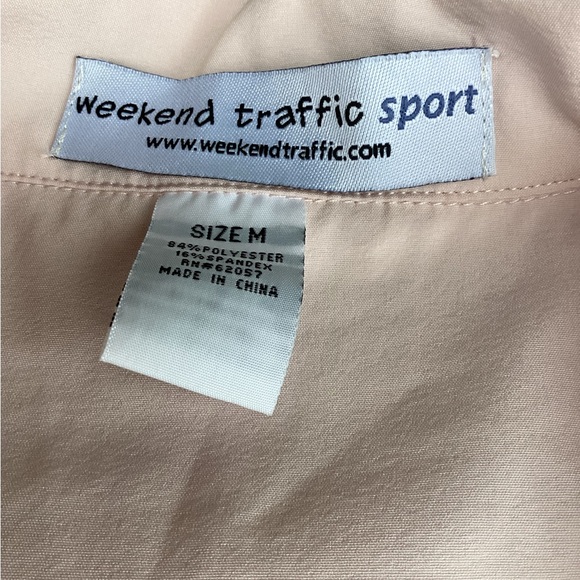 weekend traffic sport
www.weekendtraffic.com
SIZE M
84%POLYESTER
16%SPANDEX
RN#62057
MADE IN CHINA